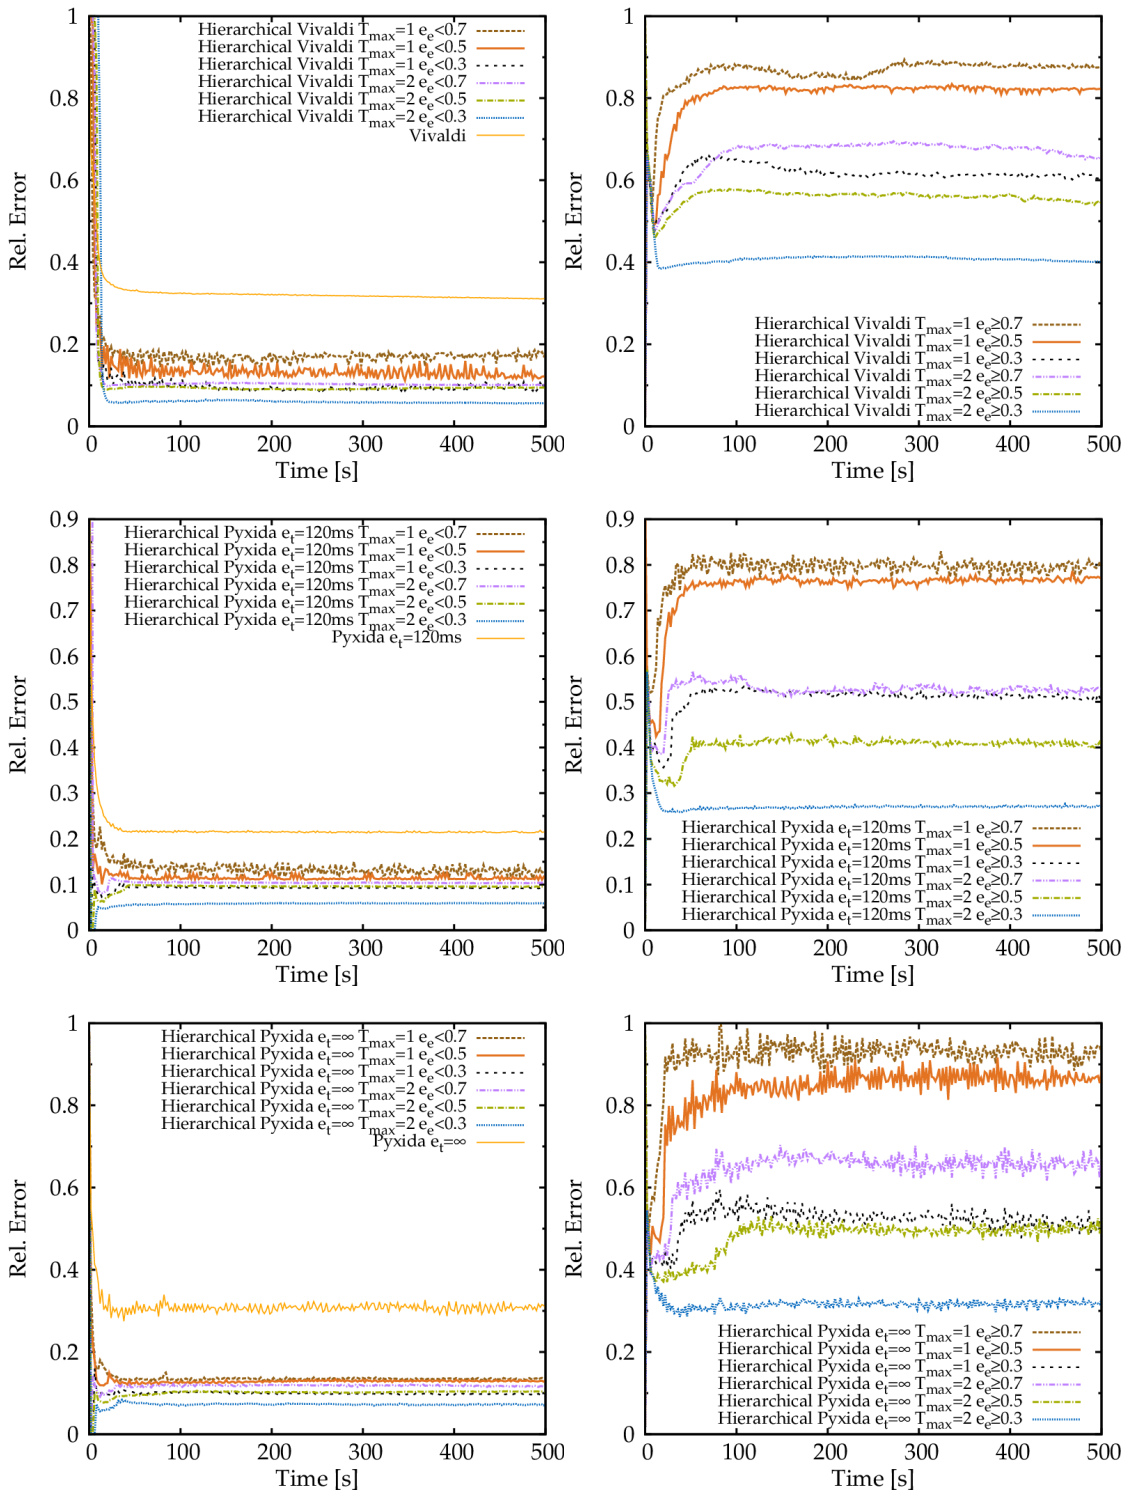 1
0.8
0.6
0.4
0.2
0
Rel. Error
Hierarchical Vivaldi Tmax=1 ee<0.7
Hierarchical Vivaldi Tmax=1 ee<0.5
Hierarchical Vivaldi Tmax=1 ee<0.3
Hierarchical Vivaldi Tmax=2 ee<0.7
Hierarchical Vivaldi Tmax=2 ee<0.5
Hierarchical Vivaldi Tmax=2 ee<0.3
Vivaldi
0 100 200 300 400 500
Time [s]
1
0.8
0.6
0.4
0.2
0
Rel. Error
Hierarchical Vivaldi Tmax=1 ee≥0.7
Hierarchical Vivaldi Tmax=1 ee≥0.5
Hierarchical Vivaldi Tmax=1 ee≥0.3
Hierarchical Vivaldi Tmax=2 ee≥0.7
Hierarchical Vivaldi Tmax=2 ee≥0.5
Hierarchical Vivaldi Tmax=2 ee≥0.3
0 100 200 300 400 500
Time [s]
0.9
0.8
0.7
0.6
0.5
0.4
0.3
0.2
0.1
0
Rel. Error
Hierarchical Pyxida et=120ms Tmax=1 ee<0.7
Hierarchical Pyxida et=120ms Tmax=1 ee<0.5
Hierarchical Pyxida et=120ms Tmax=1 ee<0.3
Hierarchical Pyxida et=120ms Tmax=2 ee<0.7
Hierarchical Pyxida et=120ms Tmax=2 ee<0.5
Hierarchical Pyxida et=120ms Tmax=2 ee<0.3
Pyxida et=120ms
0 100 200 300 400 500
Time [s]
0.9
0.8
0.7
0.6
0.5
0.4
0.3
0.2
0.1
0
Rel. Error
Hierarchical Pyxida et=120ms Tmax=1 ee≥0.7
Hierarchical Pyxida et=120ms Tmax=1 ee≥0.5
Hierarchical Pyxida et=120ms Tmax=1 ee≥0.3
Hierarchical Pyxida et=120ms Tmax=2 ee≥0.7
Hierarchical Pyxida et=120ms Tmax=2 ee≥0.5
Hierarchical Pyxida et=120ms Tmax=2 ee≥0.3
0 100 200 300 400 500
Time [s]
1
0.8
0.6
0.4
0.2
0
Rel. Error
Hierarchical Pyxida et=∞ Tmax=1 ee<0.7
Hierarchical Pyxida et=∞ Tmax=1 ee<0.5
Hierarchical Pyxida et=∞ Tmax=1 ee<0.3
Hierarchical Pyxida et=∞ Tmax=2 ee<0.7
Hierarchical Pyxida et=∞ Tmax=2 ee<0.5
Hierarchical Pyxida et=∞ Tmax=2 ee<0.3
Pyxida et=∞
0 100 200 300 400 500
Time [s]
1
0.8
0.6
0.4
0.2
0
Rel. Error
Hierarchical Pyxida et=∞ Tmax=1 ee≥0.7
Hierarchical Pyxida et=∞ Tmax=1 ee≥0.5
Hierarchical Pyxida et=∞ Tmax=1 ee≥0.3
Hierarchical Pyxida et=∞ Tmax=2 ee≥0.7
Hierarchical Pyxida et=∞ Tmax=2 ee≥0.5
Hierarchical Pyxida et=∞ Tmax=2 ee≥0.3
0 100 200 300 400 500
Time [s]